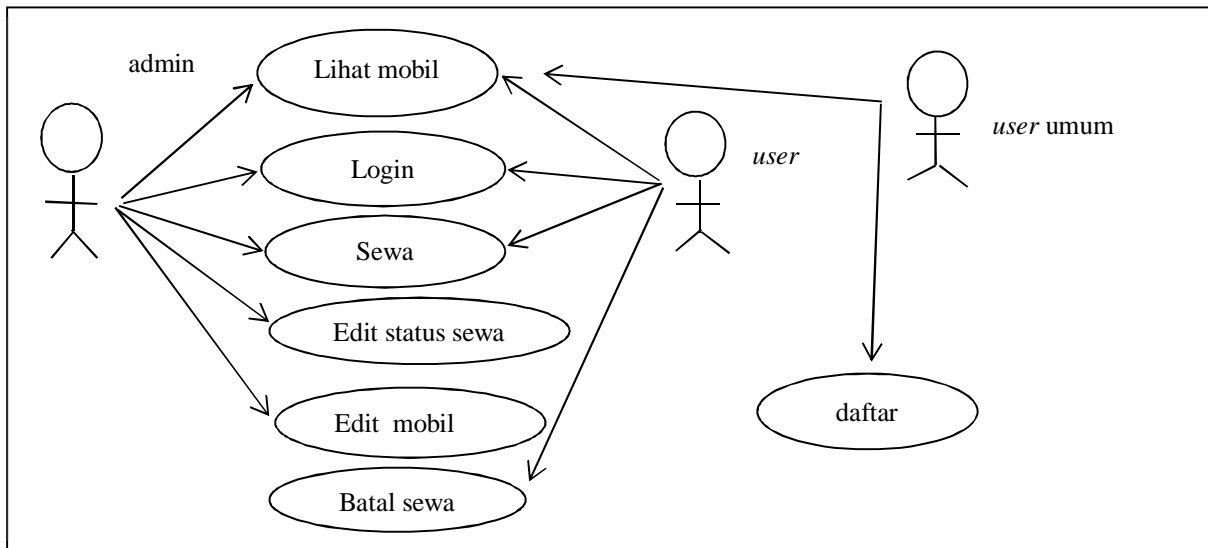 admin
Lihat mobil
user umum
Login
user
Sewa
Edit status sewa
Edit mobil
daftar
Batal sewa